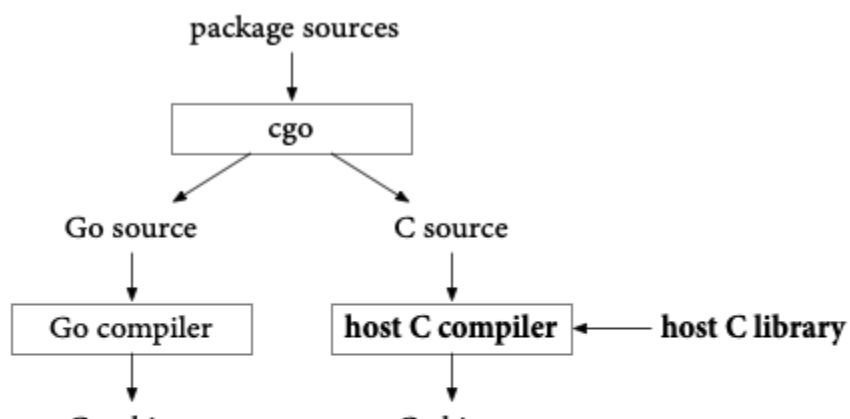 package sources
cgo
Go source
C source
Go compiler
host C compiler
host C library